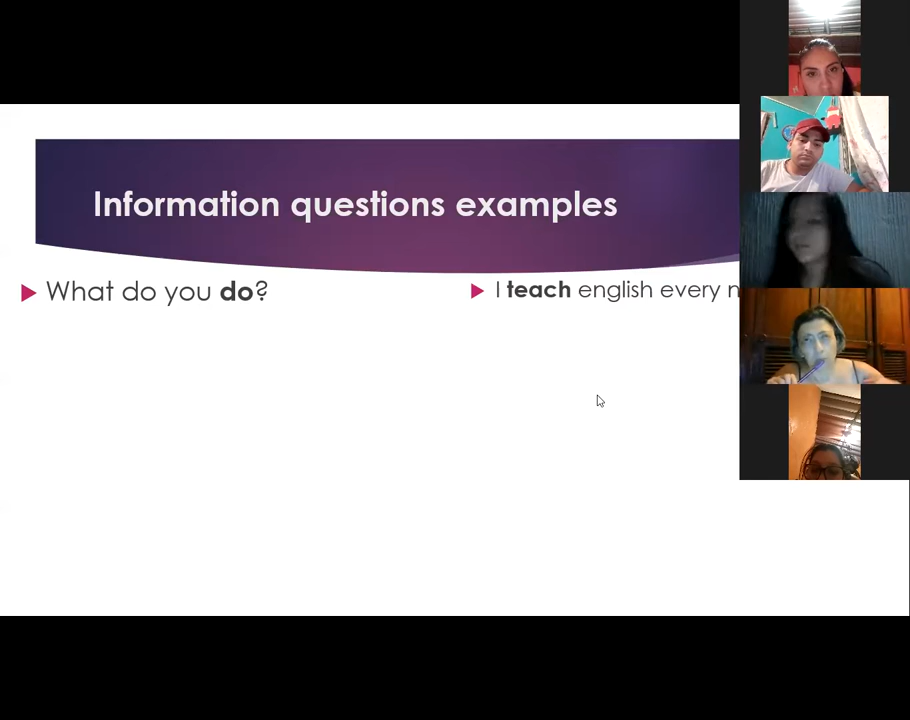 Information questions examples
What do you do?
I teach english every